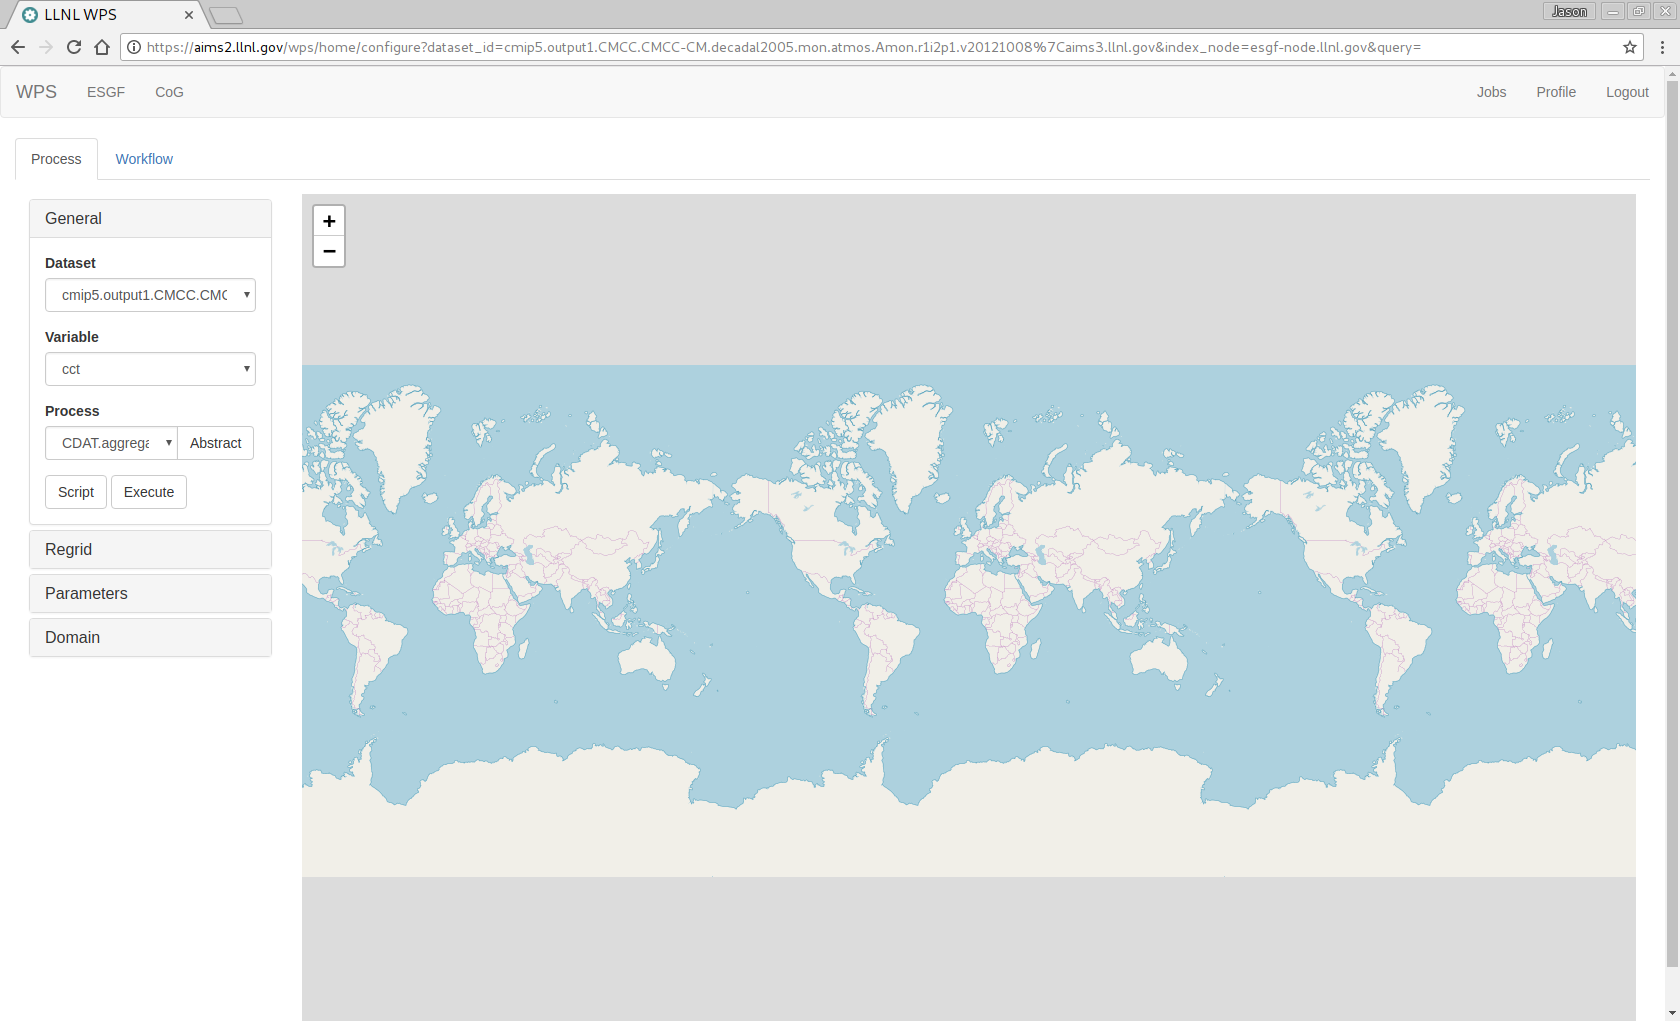 LLNL WPS
Jason
https://aims2.llnl.gov/wps/home/configure?dataset_id=cmip5.output1.CMCC.CMCC-CM.decadal2005.mon.atmos.Amon.r1i2p1.v20121008%7Caims3.llnl.gov&index_node=esgf-node.llnl.gov&query=
WPS ESGF CoG Jobs Profile Logout
Process Workflow
General
Dataset
cmip5.output1.CMCC.CMC
Variable
cct
Process
CDAT.aggrega Abstract
Script Execute
Regrid
Parameters
Domain
+
−